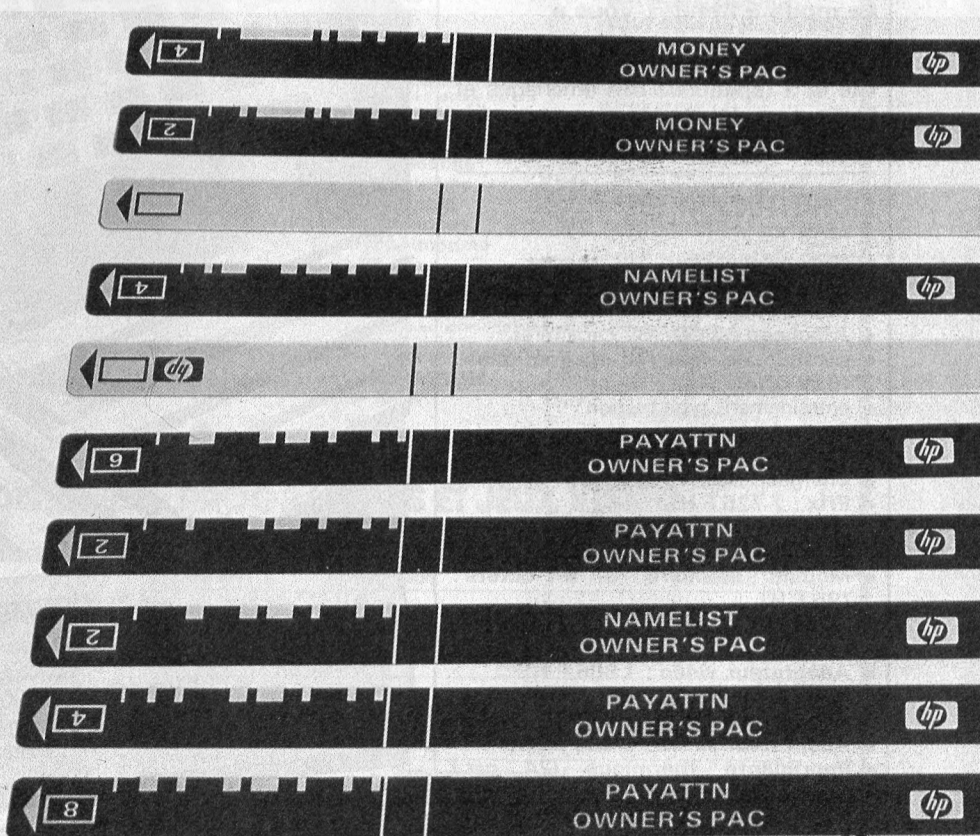 4 MONEY
OWNER'S PAC hp
2 MONEY
OWNER'S PAC hp
4 NAMELIST
OWNER'S PAC hp
hp
6 PAYATTN
OWNER'S PAC hp
2 PAYATTN
OWNER'S PAC hp
2 NAMELIST
OWNER'S PAC hp
4 PAYATTN
OWNER'S PAC hp
8 PAYATTN
OWNER'S PAC hp